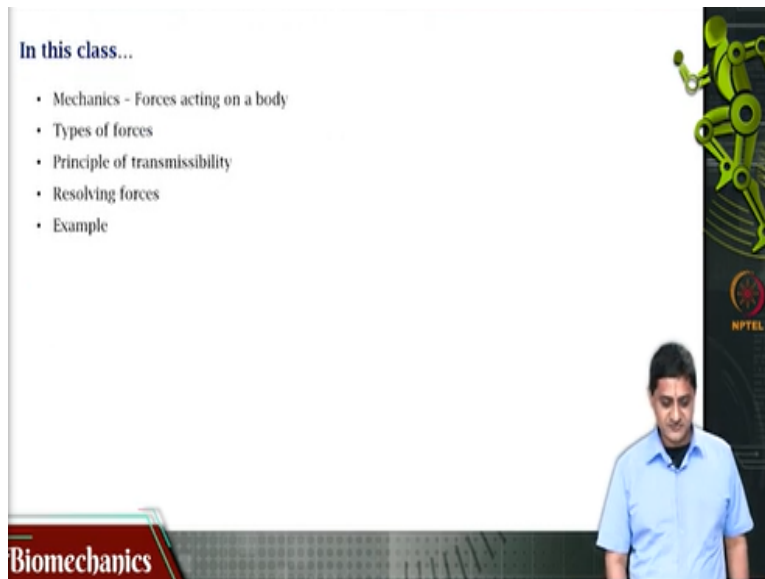 In this class...
• Mechanics - Forces acting on a body
• Types of forces
• Principle of transmissibility
• Resolving forces
• Example
NPTEL
Biomechanics